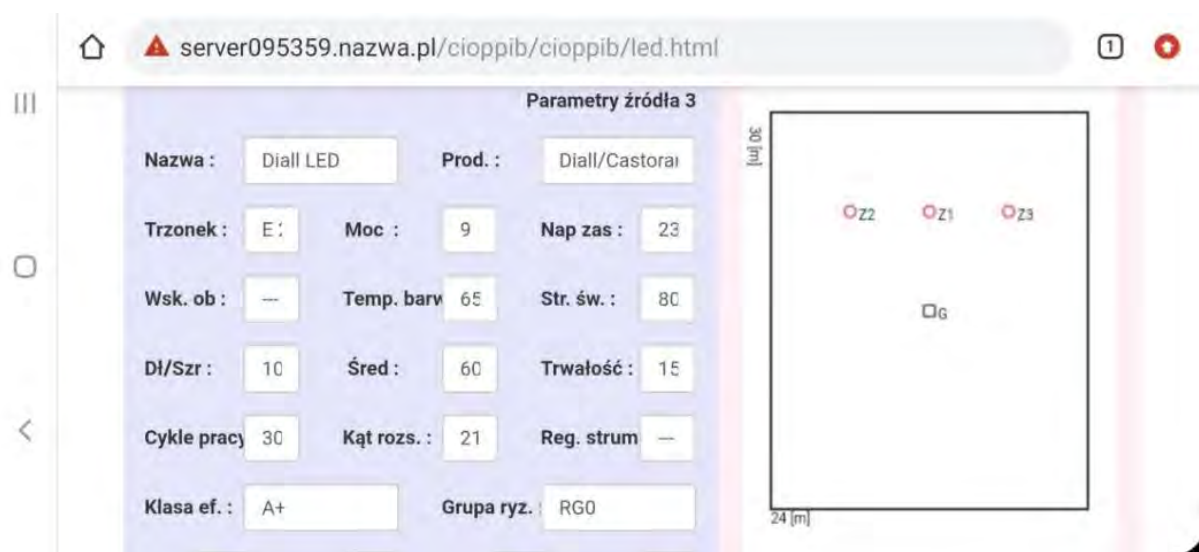 1
server095359.nazwa.pl/cioppib/cioppib/led.html
Parametry źródła 3
Nazwa : Diall LED Prod. : Diall/Castorar
Trzonek : E Moc : 9 Nap zas : 23
Wsk. ob : --- Temp. barw 65 Str. św. : 80
Dł/Szr : 10 Śred : 60 Trwałość : 15
Cykle pracy 30 Kąt rozs. : 21 Reg. strum ---
Klasa ef. : A+ Grupa ryz. : RG0
30 [m]
Z2 Z1 Z3
G
24 [m]